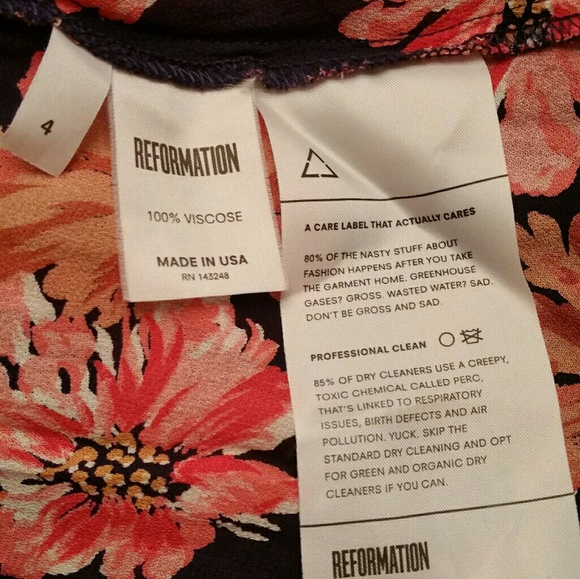 4
REFORMATION
100% VISCOSE
MADE IN USA
RN 143248
A CARE LABEL THAT ACTUALLY CARES
80% OF THE NASTY STUFF ABOUT
FASHION HAPPENS AFTER YOU TAKE
THE GARMENT HOME. GREENHOUSE
GASES? GROSS. WASTED WATER? SAD.
DON'T BE GROSS AND SAD.
PROFESSIONAL CLEAN
85% OF DRY CLEANERS USE A CREEPY,
TOXIC CHEMICAL CALLED PERC,
THAT'S LINKED TO RESPIRATORY
ISSUES, BIRTH DEFECTS AND AIR
POLLUTION. YUCK. SKIP THE
STANDARD DRY CLEANING AND OPT
FOR GREEN AND ORGANIC DRY
CLEANERS IF YOU CAN.
REFORMATION